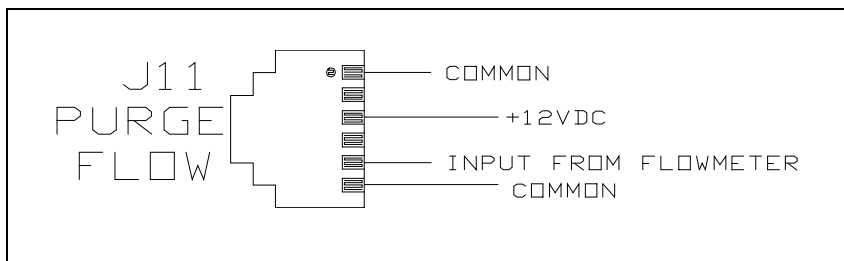 J11
PURGE
FLOW
COMMON
+12VDC
INPUT FROM FLOWMETER
COMMON